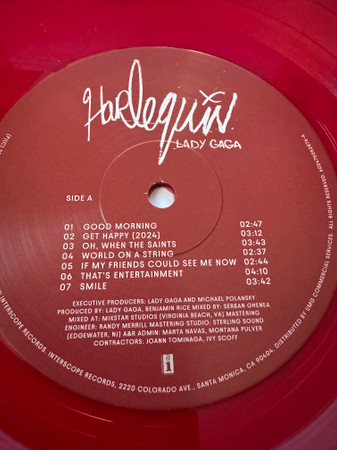 Harlequin
LADY GAGA
SIDE A
01 GOOD MORNING 02:47
02 GET HAPPY (2024) 03:12
03 OH, WHEN THE SAINTS 03:43
04 WORLD ON A STRING 02:37
05 IF MY FRIENDS COULD SEE ME NOW 02:44
06 THAT'S ENTERTAINMENT 04:10
07 SMILE 03:42
EXECUTIVE PRODUCERS: LADY GAGA AND MICHAEL POLANSKY
PRODUCED BY: LADY GAGA, BENJAMIN RICE MIXED BY: SERBAN GHENEA
MIXED AT: MIXSTAR STUDIOS (VIRGINIA BEACH, VA) MASTERING
ENGINEER: RANDY MERRILL MASTERING STUDIO: STERLING SOUND
(EDGEWATER, NJ) A&R ADMIN: MARTA NAVAS, MONTANA PULVER
CONTRACTORS: JOANN TOMINAGA, IVY SCOFF
i
INTERSCOPE RECORDS. INTERSCOPE RECORDS, 2220 COLORADO AVE., SANTA MONICA, CA 90404. DISTRIBUTED BY UMG COMMERCIAL SERVICES. ALL RIGHTS RESERVED.